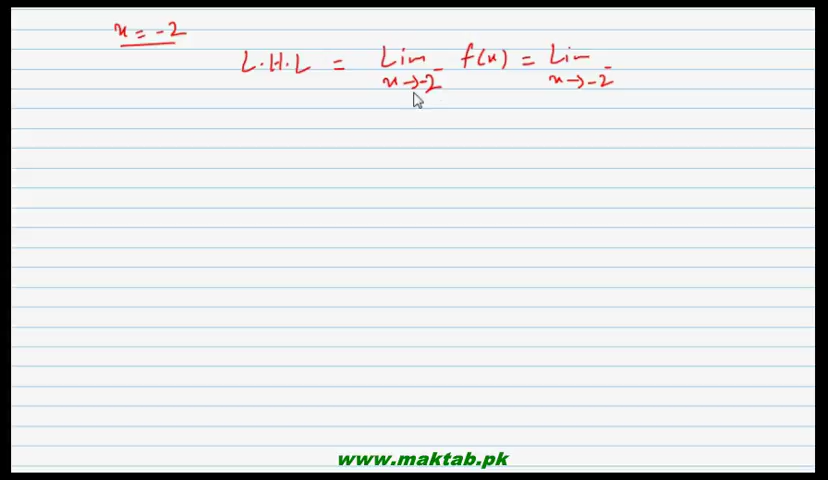 x = -2
L.H.L = Lim x→-2⁻ f(x) = Lim x→-2⁻
www.maktab.pk